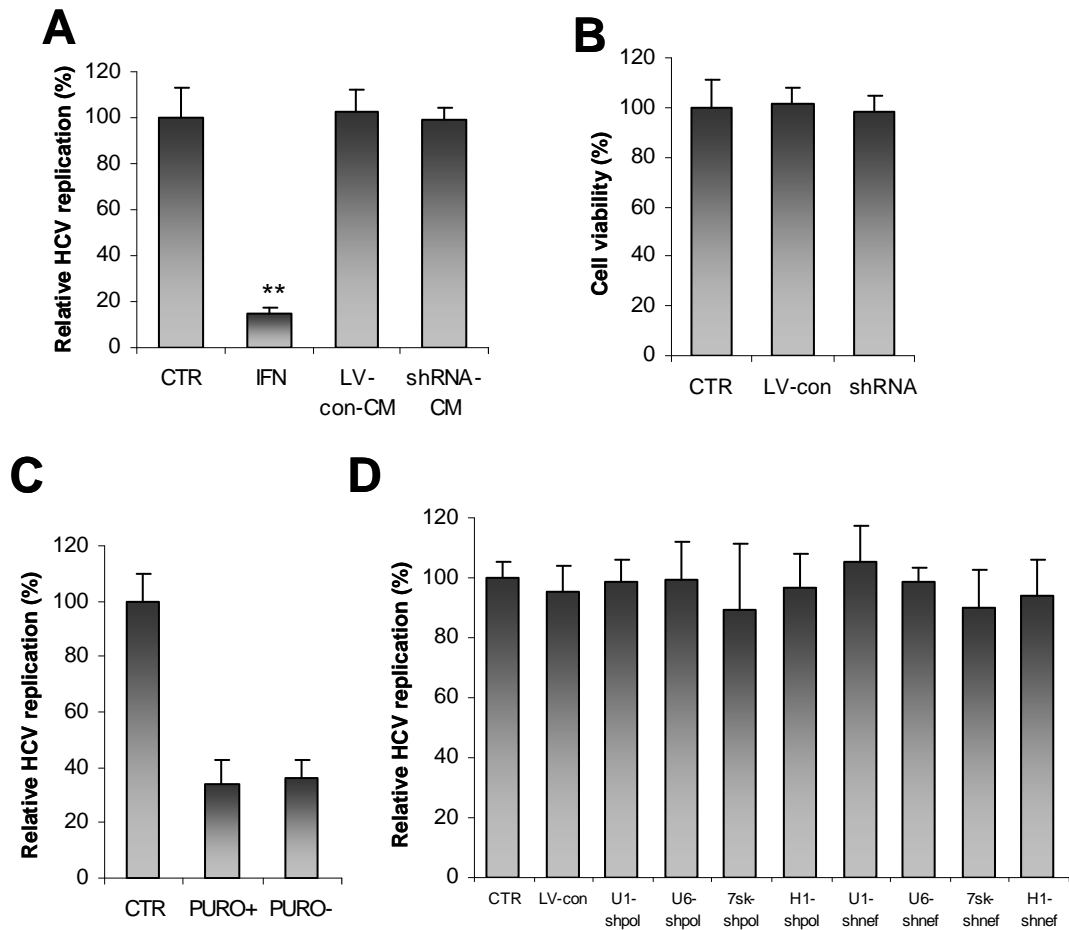 A
Relative HCV replication (%)
120
100
80
60
40
20
0
**
CTR
IFN
LV-
con-CM
shRNA-
CM
B
Cell viability (%)
120
100
80
60
40
20
0
CTR
LV-con
shRNA
C
Relative HCV replication (%)
120
100
80
60
40
20
0
CTR
PURO+
PURO-
D
Relative HCV replication (%)
120
100
80
60
40
20
0
CTR
LV-con
U1-
shpol
U6-
shpol
7sk-
shpol
H1-
shpol
U1-
shnef
U6-
shnef
7sk-
shnef
H1-
shnef